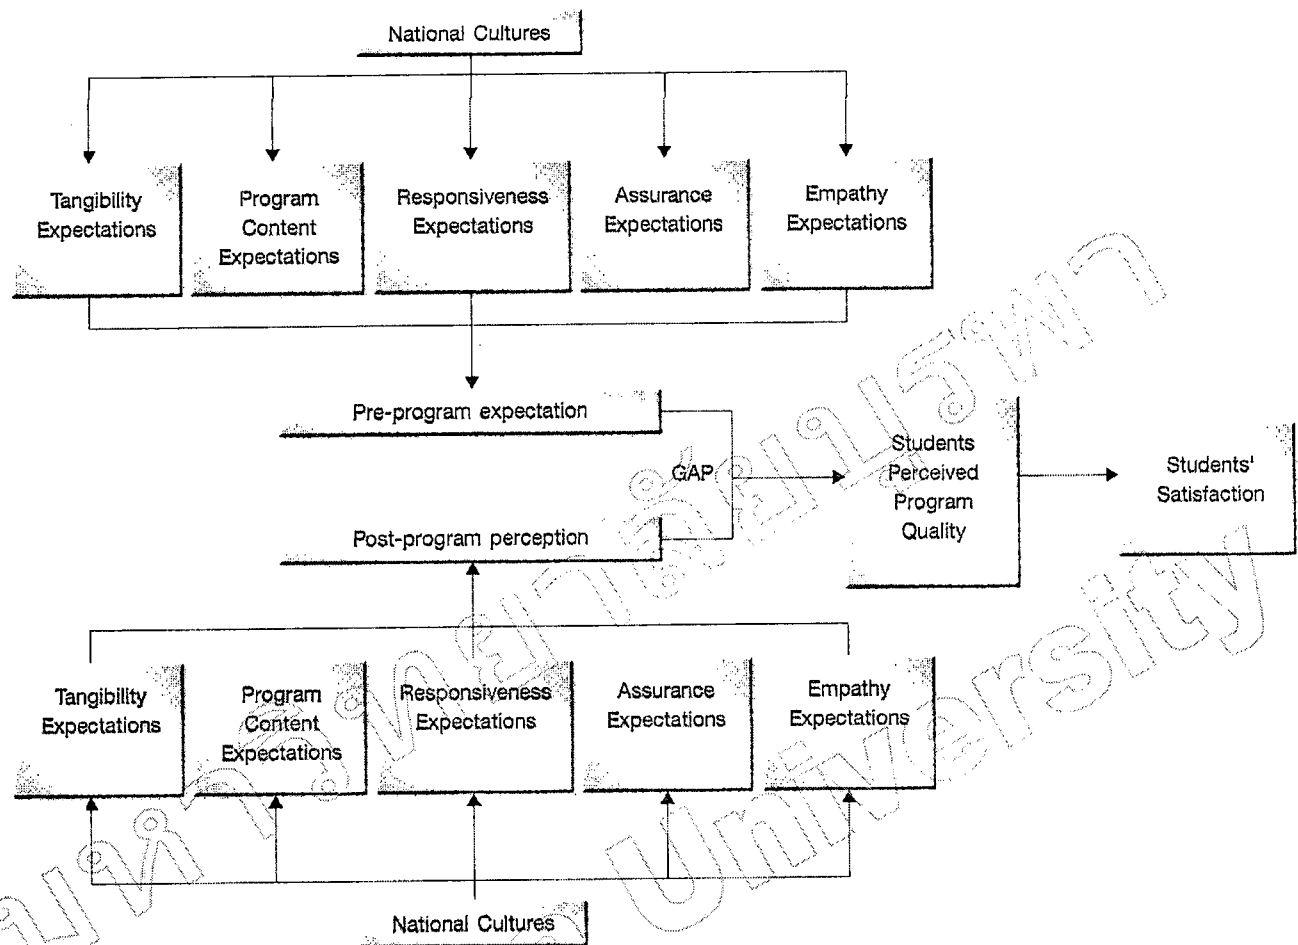 National Cultures
Tangibility
Expectations
Program
Content
Expectations
Responsiveness
Expectations
Assurance
Expectations
Empathy
Expectations
Pre-program expectation
GAP
Post-program perception
Students
Perceived
Program
Quality
Students'
Satisfaction
Tangibility
Expectations
Program
Content
Expectations
Responsiveness
Expectations
Assurance
Expectations
Empathy
Expectations
National Cultures
University